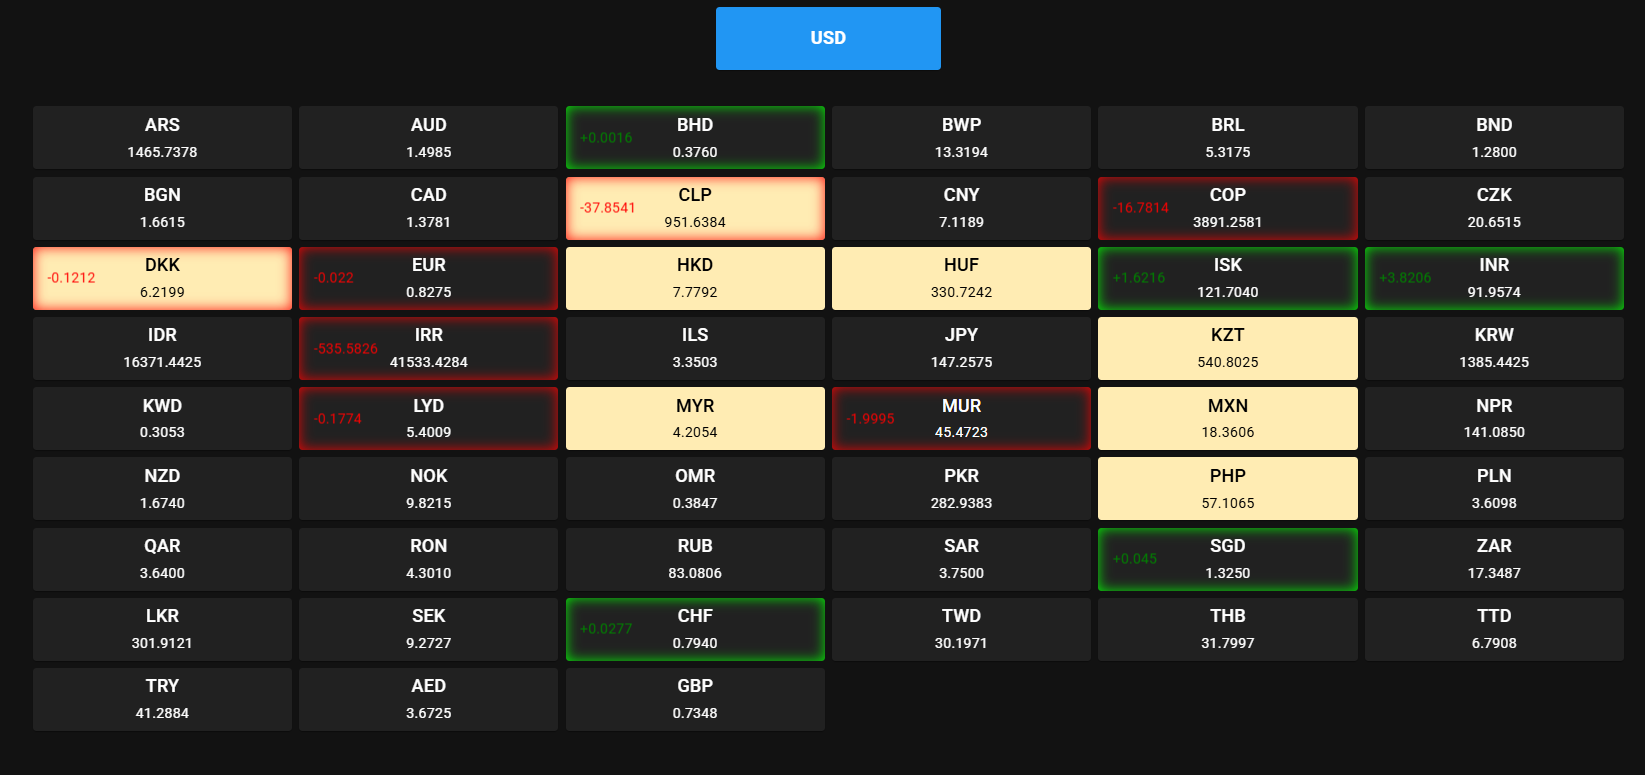 USD
ARS
1465.7378
AUD
1.4985
+0.0016
BHD
0.3760
BWP
13.3194
BRL
5.3175
BND
1.2800
BGN
1.6615
CAD
1.3781
-37.8541
CLP
951.6384
CNY
7.1189
-16.7814
COP
3891.2581
CZK
20.6515
-0.1212
DKK
6.2199
-0.022
EUR
0.8275
HKD
7.7792
HUF
330.7242
+1.6216
ISK
121.7040
+3.8206
INR
91.9574
IDR
16371.4425
-535.5826
IRR
41533.4284
ILS
3.3503
JPY
147.2575
KZT
540.8025
KRW
1385.4425
KWD
0.3053
-0.1774
LYD
5.4009
MYR
4.2054
-1.9995
MUR
45.4723
MXN
18.3606
NPR
141.0850
NZD
1.6740
NOK
9.8215
OMR
0.3847
PKR
282.9383
PHP
57.1065
PLN
3.6098
QAR
3.6400
RON
4.3010
RUB
83.0806
SAR
3.7500
+0.045
SGD
1.3250
ZAR
17.3487
LKR
301.9121
SEK
9.2727
+0.0277
CHF
0.7940
TWD
30.1971
THB
31.7997
TTD
6.7908
TRY
41.2884
AED
3.6725
GBP
0.7348